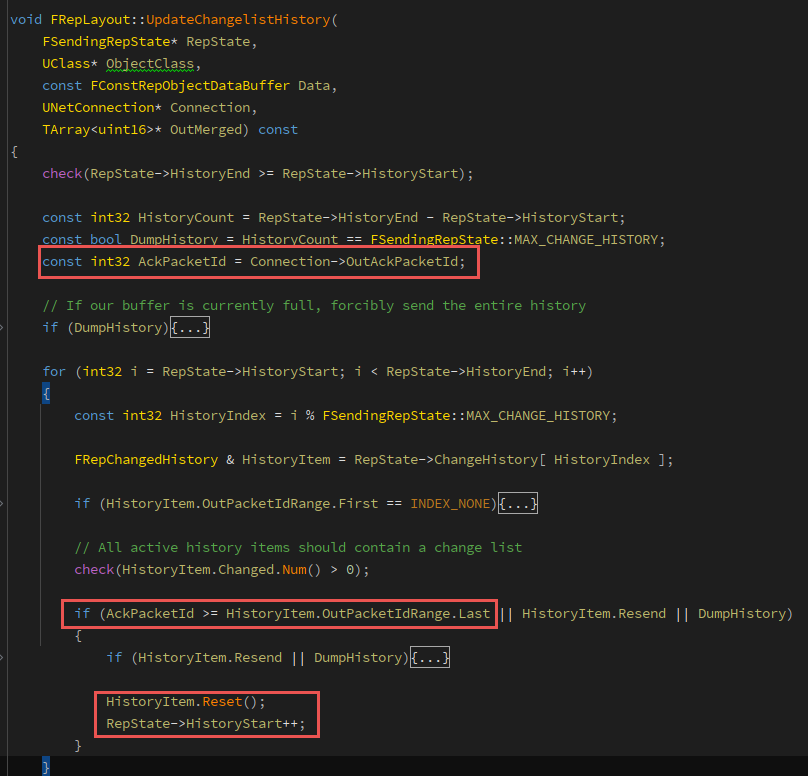 void FRepLayout::UpdateChangelistHistory(
FSendingRepState* RepState,
UClass* ObjectClass,
const FConstRepObjectDataBuffer Data,
UNetConnection* Connection,
TArray<uint16>* OutMerged) const
{
check(RepState->HistoryEnd >= RepState->HistoryStart);
const int32 HistoryCount = RepState->HistoryEnd - RepState->HistoryStart;
const bool DumpHistory = HistoryCount == FSendingRepState::MAX_CHANGE_HISTORY;
const int32 AckPacketId = Connection->OutAckPacketId;
// If our buffer is currently full, forcibly send the entire history
if (DumpHistory){...}
for (int32 i = RepState->HistoryStart; i < RepState->HistoryEnd; i++)
{
const int32 HistoryIndex = i % FSendingRepState::MAX_CHANGE_HISTORY;
FRepChangedHistory & HistoryItem = RepState->ChangeHistory[ HistoryIndex ];
if (HistoryItem.OutPacketIdRange.First == INDEX_NONE){...}
// All active history items should contain a change list
check(HistoryItem.Changed.Num() > 0);
if (AckPacketId >= HistoryItem.OutPacketIdRange.Last || HistoryItem.Resend || DumpHistory)
{
if (HistoryItem.Resend || DumpHistory){...}
HistoryItem.Reset();
RepState->HistoryStart++;
}
}